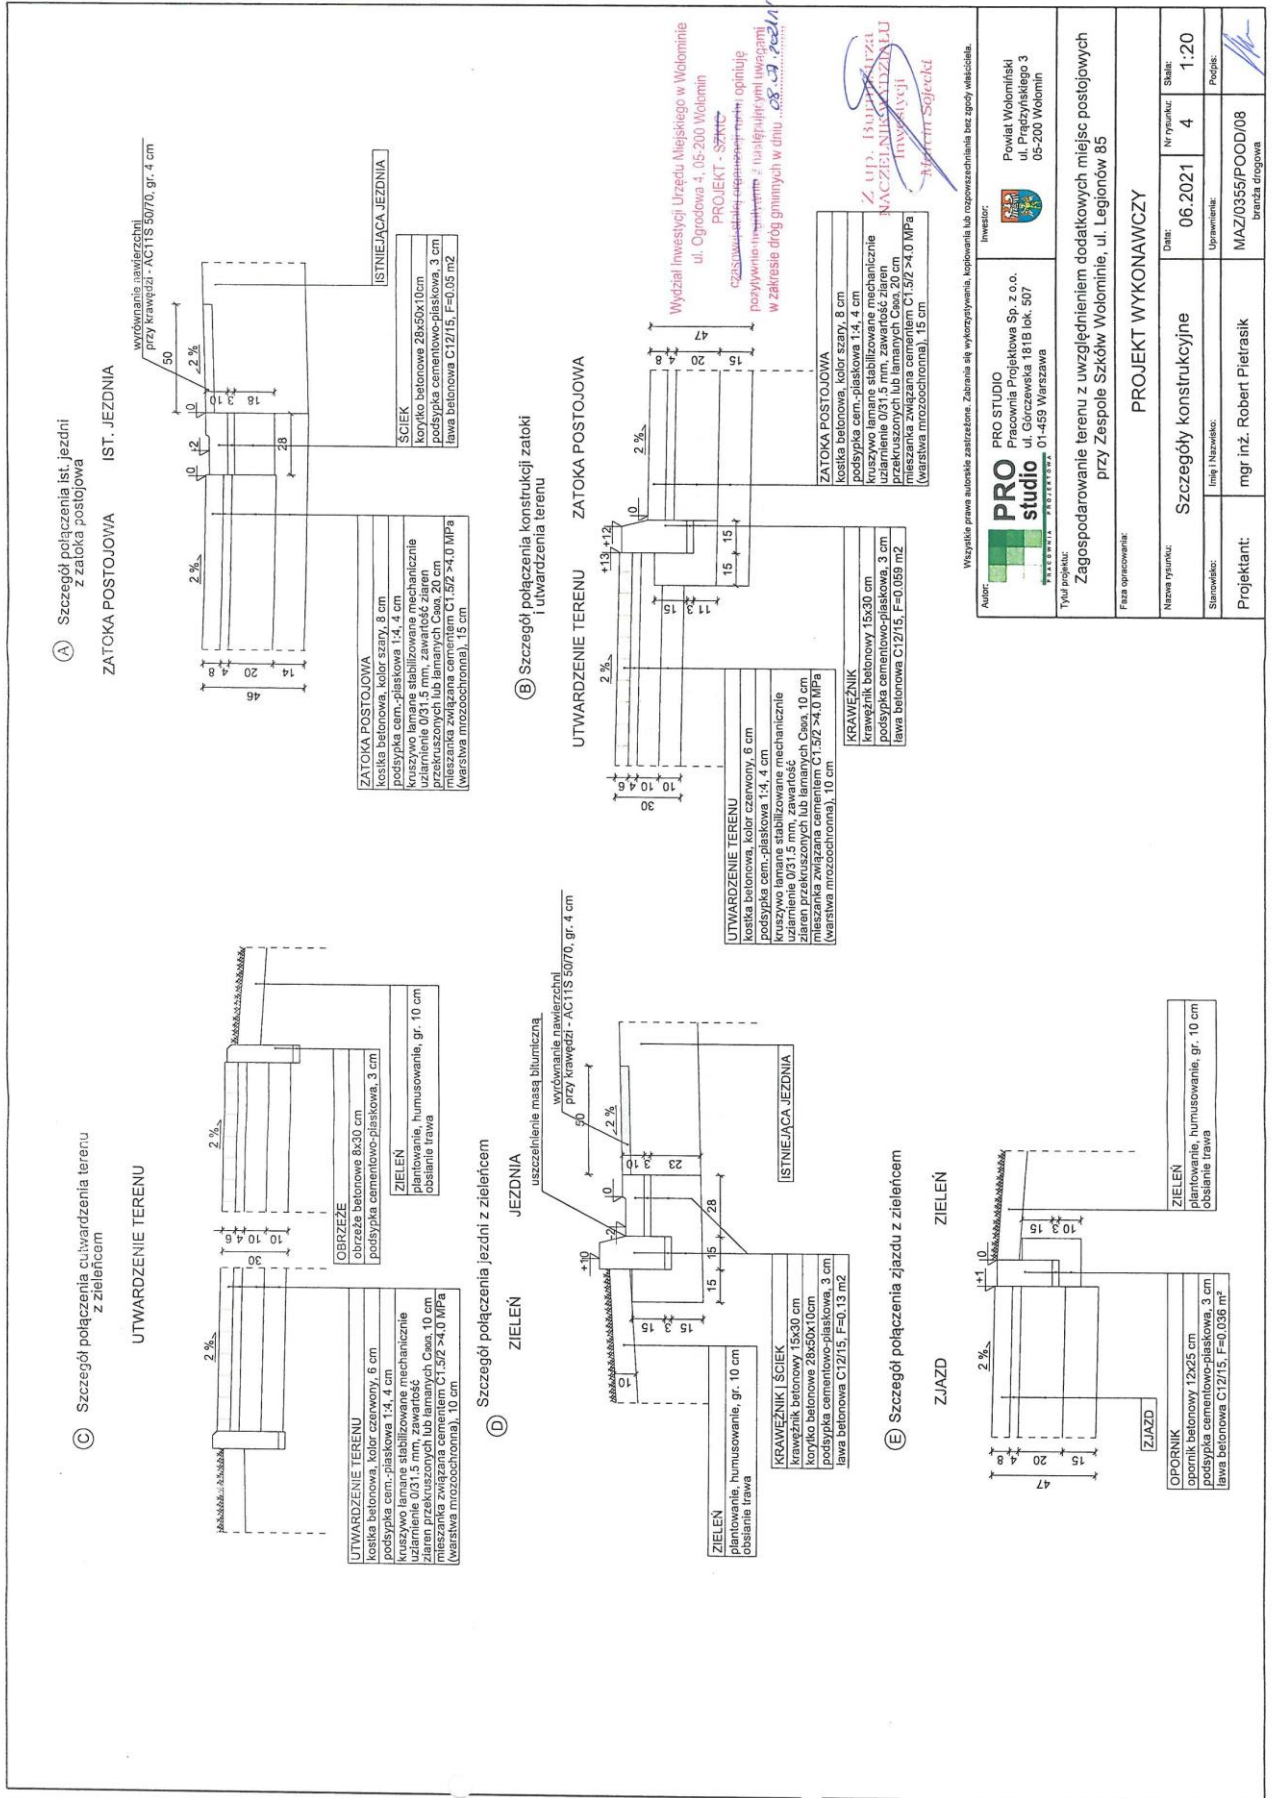 A Szczegół połączenia ist. jezdni
z zatoka postojowa
ZATOKA POSTOJOWA IST. JEZDNIA
wyrównanie nawierzchni
przy krawędzi - AC11S 50/70, gr. 4 cm
50
2 %
2 %
0
+2
0
3 10
18
28
8
4
20
14
46
ISTNIEJĄCA JEZDNIA
ŚCIEK
korytko betonowe 28x50x10cm
podsypka cementowo-piaskowa, 3 cm
ława betonowa C12/15, F=0.05 m2
ZATOKA POSTOJOWA
kostka betonowa, kolor szary, 8 cm
podsypka cem.-piaskowa 1:4, 4 cm
kruszywo łamane stabilizowane mechanicznie
uziarnienie 0/31.5 mm, zawartość ziaren
przekruszonych lub łamanych C90/3, 20 cm
mieszanka związana cementem C1.5/2 >4.0 MPa
(warstwa mrozoochronna), 15 cm
B Szczegół połączenia konstrukcji zatoki
i utwardzenia terenu
UTWARDZENIE TERENU ZATOKA POSTOJOWA
2 %
2 %
+13
+12
0
15
11 3
15
15
10
10
4 6
30
8
4
20
15
47
ZATOKA POSTOJOWA
kostka betonowa, kolor szary, 8 cm
podsypka cem.-piaskowa 1:4, 4 cm
kruszywo łamane stabilizowane mechanicznie
uziarnienie 0/31.5 mm, zawartość ziaren
przekruszonych lub łamanych C90/3, 20 cm
mieszanka związana cementem C1.5/2 >4.0 MPa
(warstwa mrozoochronna), 15 cm
KRAWĘŻNIK
krawężnik betonowy 15x30 cm
podsypka cementowo-piaskowa, 3 cm
ława betonowa C12/15, F=0.059 m2
UTWARDZENIE TERENU
kostka betonowa, kolor czerwony, 6 cm
podsypka cem.-piaskowa 1:4, 4 cm
kruszywo łamane stabilizowane mechanicznie
uziarnienie 0/31.5 mm, zawartość
ziaren przekruszonych lub łamanych C90/3, 10 cm
mieszanka związana cementem C1.5/2 >4.0 MPa
(warstwa mrozoochronna), 10 cm
C Szczegół połączenia cutwardzenia terenu
z zieleńcem
UTWARDZENIE TERENU
2 %
2 %
10
10
4 6
30
OBRZEŻE
obrzeże betonowe 8x30 cm
podsypka cementowo-piaskowa, 3 cm
ZIELEŃ
plantowanie, humusowanie, gr. 10 cm
obsianie trawa
UTWARDZENIE TERENU
kostka betonowa, kolor czerwony, 6 cm
podsypka cem.-piaskowa 1:4, 4 cm
kruszywo łamane stabilizowane mechanicznie
uziarnienie 0/31.5 mm, zawartość
ziaren przekruszonych lub łamanych C90/3, 10 cm
mieszanka związana cementem C1.5/2 >4.0 MPa
(warstwa mrozoochronna), 10 cm
D Szczegół połączenia jezdni z zieleńcem
ZIELEŃ JEZDNIA
uszczelnienie masą bitumiczną
wyrównanie nawierzchni
przy krawędzi - AC11S 50/70, gr. 4 cm
50
2 %
+10
-2
0
3 10
23
10
15
3
15
15
15
28
ISTNIEJĄCA JEZDNIA
KRAWĘŻNIK | ŚCIEK
krawężnik betonowy 15x30 cm
korytko betonowe 28x50x10cm
podsypka cementowo-piaskowa, 3 cm
ława betonowa C12/15, F=0.13 m2
ZIELEŃ
plantowanie, humusowanie, gr. 10 cm
obsianie trawa
E Szczegół połączenia zjazdu z zieleńcem
ZJAZD ZIELEŃ
2 %
+1
0
15
10 3
8
4
20
15
47
ZJAZD
ZIELEŃ
plantowanie, humusowanie, gr. 10 cm
obsianie trawa
OPORNIK
opornik betonowy 12x25 cm
podsypka cementowo-piaskowa, 3 cm
ława betonowa C12/15, F=0.036 m²
Wydział Inwestycji Urzędu Miejskiego w Wołominie
ul. Ogrodowa 4, 05-200 Wołomin
PROJEKT - SZKIC
opiniuje
pozytywnie
w zakresie dróg gminnych w dniu
Z up. Burmistrza
NACZELNIK WYDZIAŁU
Inwestycji
Marcin Sojecki
Wszystkie prawa autorskie zastrzeżone. Zabrania się wykorzystywania, kopiowania lub rozpowszechniania bez zgody właściciela.
Autor:
PRO
studio
PRACOWNIA PROJEKTOWA
PRO STUDIO
Pracownia Projektowa Sp. z o.o.
ul. Górczewska 181B lok. 507
01-459 Warszawa
Inwestor:
Powiat Wołomiński
ul. Prądzyńskiego 3
05-200 Wołomin
Tytuł projektu:
Zagospodarowanie terenu z uwzględnieniem dodatkowych miejsc postojowych
przy Zespole Szkółw Wołominie, ul. Legionów 85
Faza opracowania:
PROJEKT WYKONAWCZY
Nazwa rysunku:
Szczegóły konstrukcyjne
Data:
06.2021
Nr rysunku:
4
Skala:
1:20
Stanowisko:
Imię i Nazwisko:
Uprawnienia:
Podpis:
Projektant:
mgr inż. Robert Pietrasik
MAZ/0355/POOD/08
branża drogowa